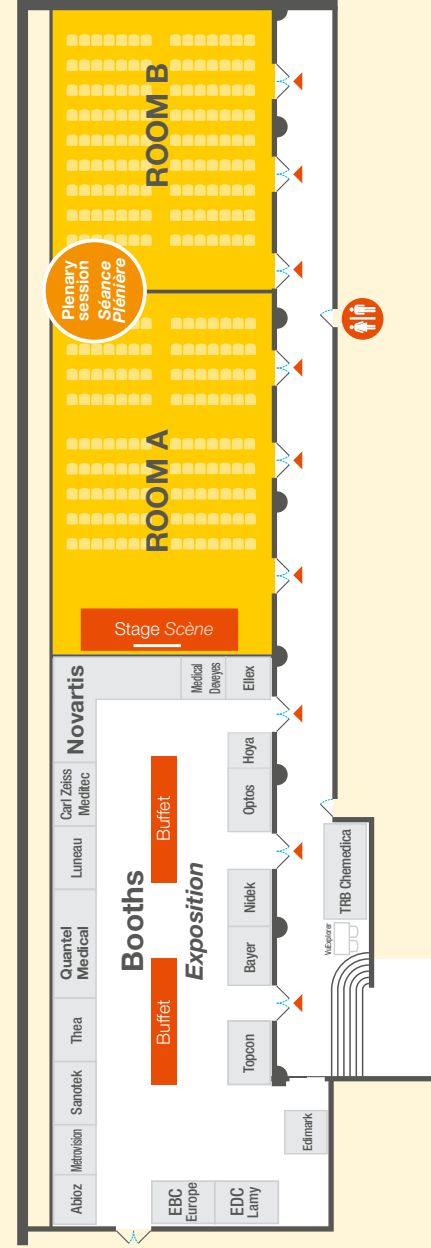 ROOM B
Plenary
session
Séance
Plénière
ROOM A
Stage Scène
Novartis
Medical
Deveyes
Ellex
Carl Zeiss
Meditec
Hoya
Buffet
Optos
Luneau
Booths
Exposition
TRB Chemedica
Quantel
Medical
Nidek
VuExplorer
Bayer
Buffet
Thea
Topcon
Sanotek
Edimark
Metrovision
Abioz
EBC
Europe
EDC
Lamy